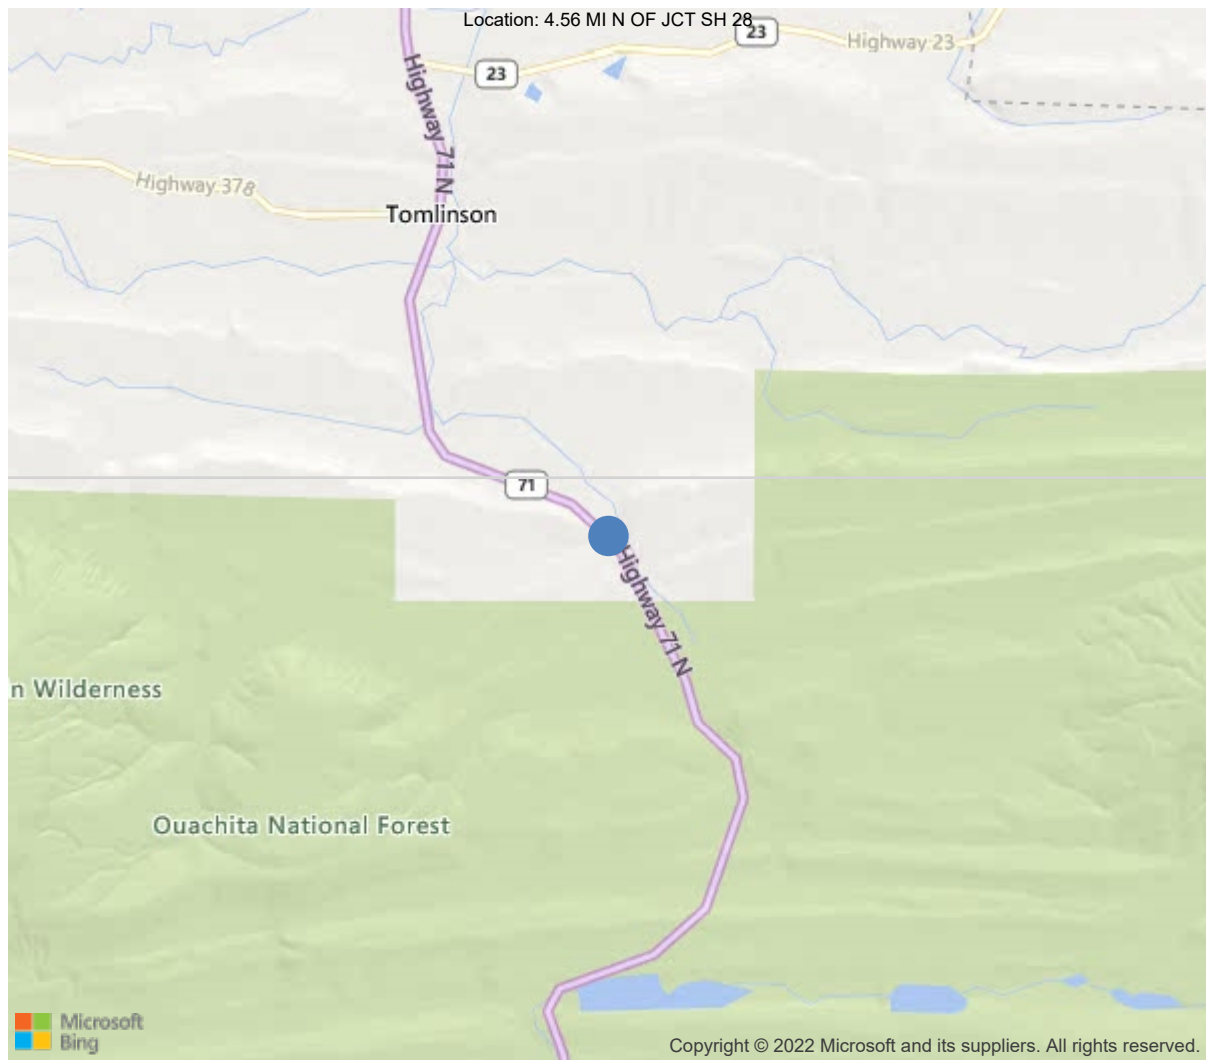 Location: 4.56 MI N OF JCT SH 28
23
Highway 23
23
Highway 71 N
Highway 378
Tomlinson
71
Highway 71 N
n Wilderness
Ouachita National Forest
Microsoft
Bing
Copyright © 2022 Microsoft and its suppliers. All rights reserved.